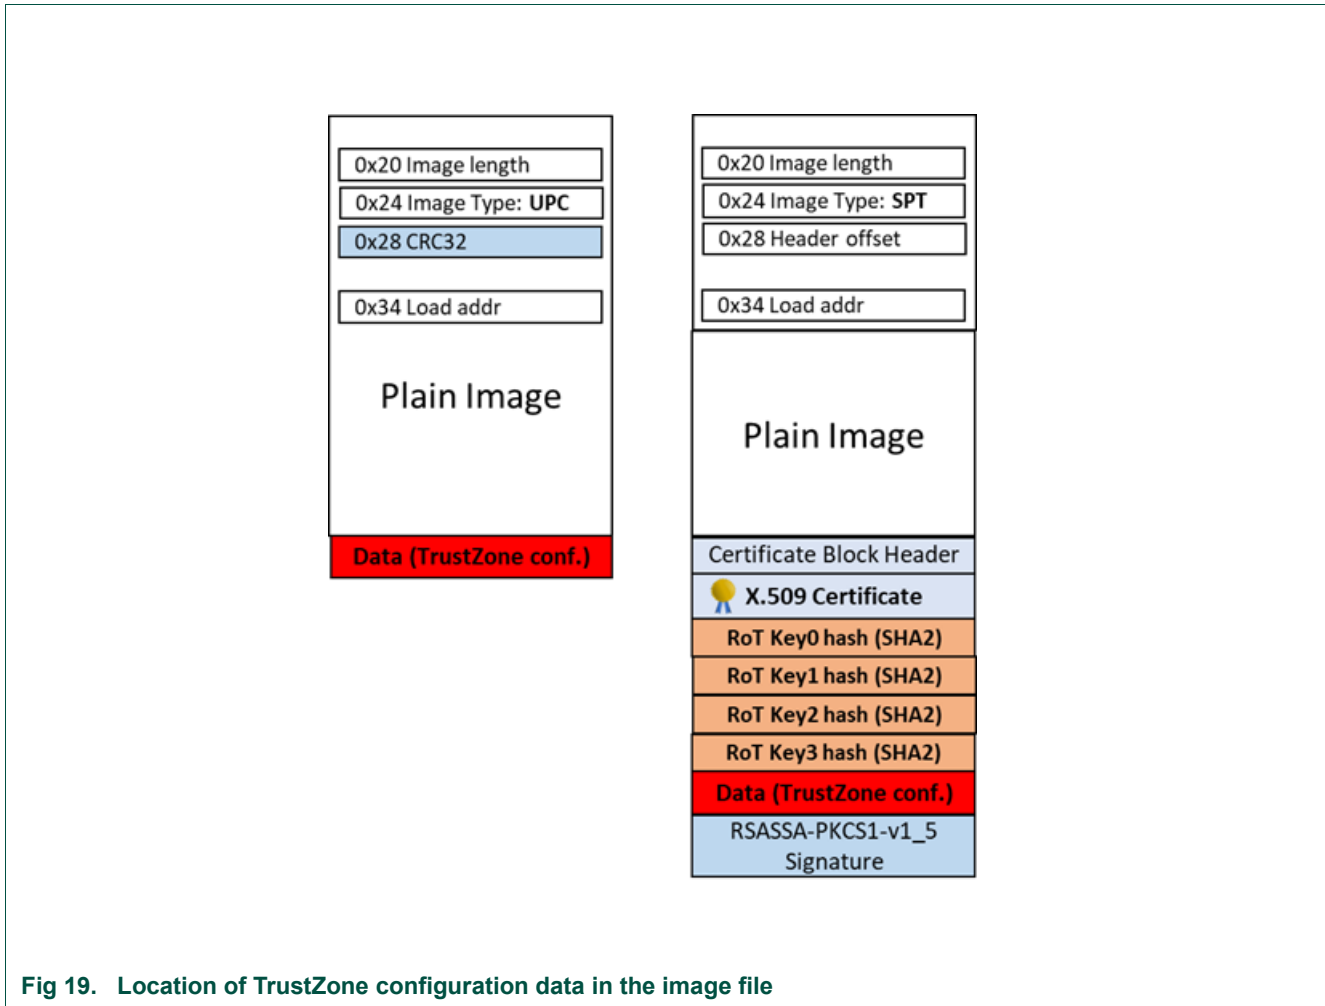 0x20 Image length
0x24 Image Type: UPC
0x28 CRC32
0x34 Load addr
Plain Image
Data (TrustZone conf.)
0x20 Image length
0x24 Image Type: SPT
0x28 Header offset
0x34 Load addr
Plain Image
Certificate Block Header
X.509 Certificate
RoT Key0 hash (SHA2)
RoT Key1 hash (SHA2)
RoT Key2 hash (SHA2)
RoT Key3 hash (SHA2)
Data (TrustZone conf.)
RSASSA-PKCS1-v1_5
Signature
Fig 19. Location of TrustZone configuration data in the image file